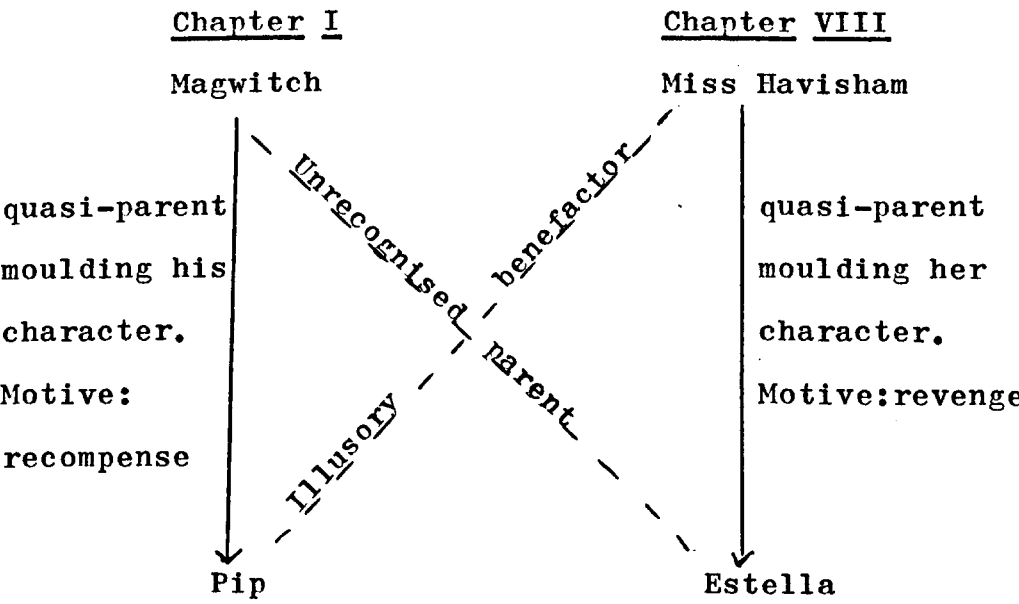 Chapter I
Chapter VIII
Magwitch
Miss Havisham
Unrecognised parent
Illusory benefactor
quasi-parent
moulding his
character.
Motive:
recompense
quasi-parent
moulding her
character.
Motive:revenge
Pip
Estella